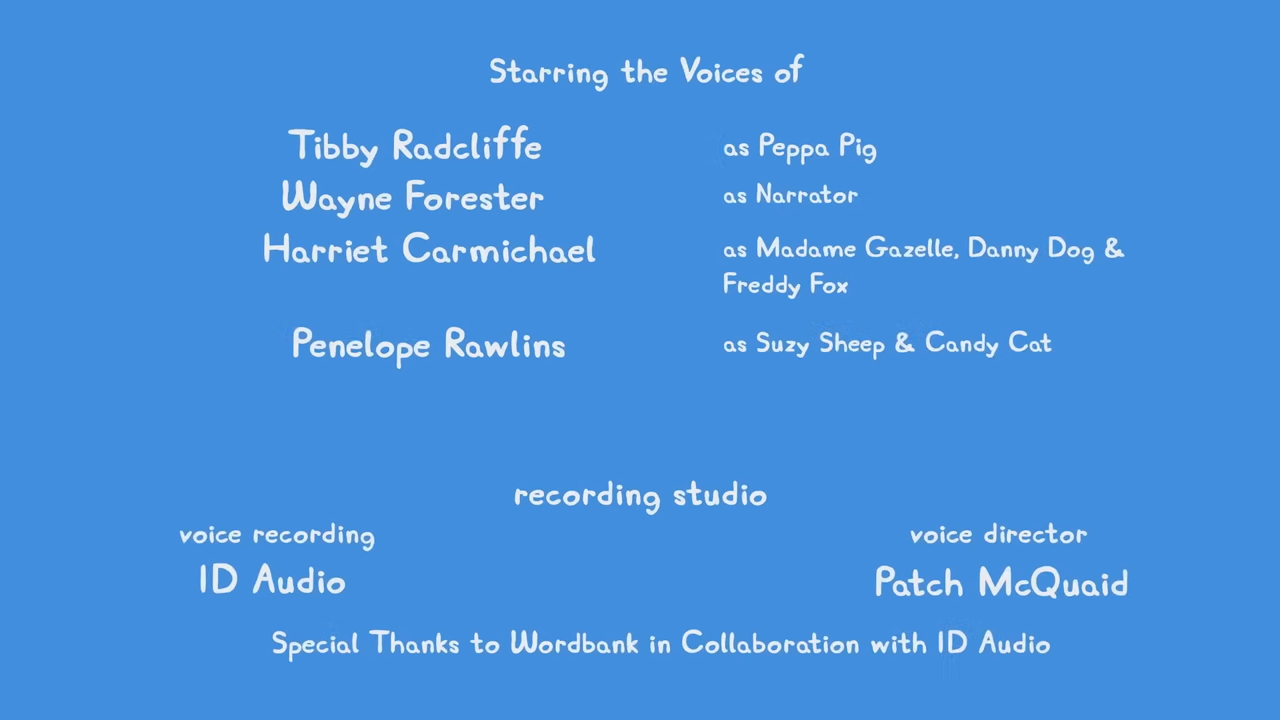 Starring the Voices of
Tibby Radcliffe as Peppa Pig
Wayne Forester as Narrator
Harriet Carmichael as Madame Gazelle, Danny Dog &
Freddy Fox
Penelope Rawlins as Suzy Sheep & Candy Cat
recording studio
voice recording voice director
ID Audio Patch McQuaid
Special Thanks to Wordbank in Collaboration with ID Audio